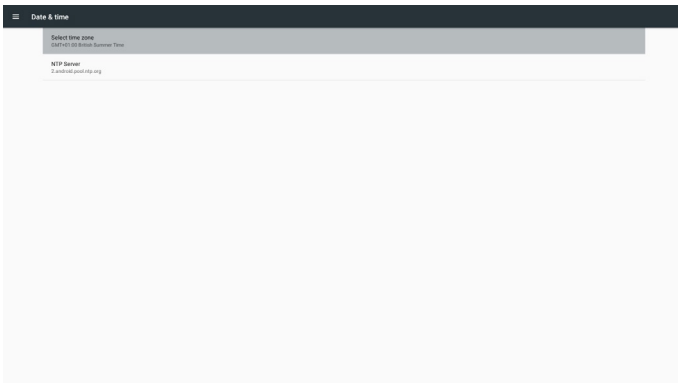 Date & time
Select time zone
GMT+01:00 British Summer Time
NTP Server
2.android.pool.ntp.org